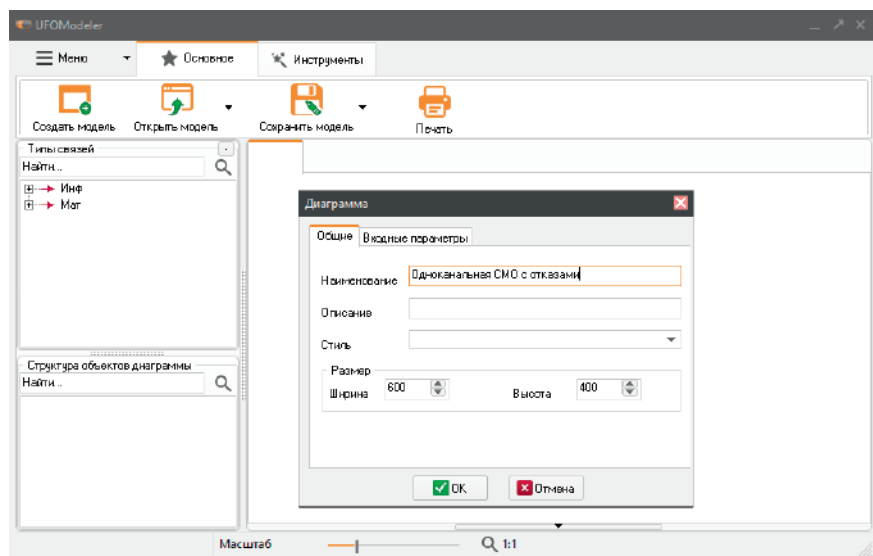 UFOModeler
Меню
Основное
Инструменты
Создать модель
Открыть модель
Сохранить модель
Печать
Типы связей
Найти...
Инф
Мат
Структура объектов диаграммы
Найти...
Диаграмма
Общие
Входные параметры
Наименование
Одноканальная СМО с отказами
Описание
Стиль
Размер
Ширина
600
Высота
400
OK
Отмена
Масштаб
1:1